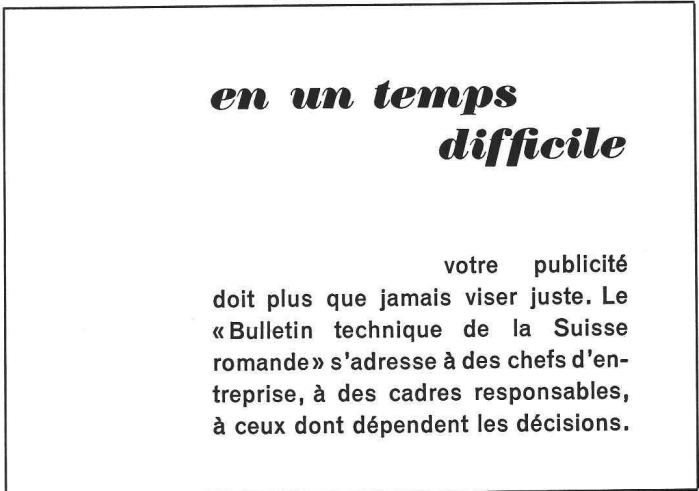 en un temps
difficile
votre publicité
doit plus que jamais viser juste. Le
«Bulletin technique de la Suisse
romande» s'adresse à des chefs d'en-
treprise, à des cadres responsables,
à ceux dont dépendent les décisions.